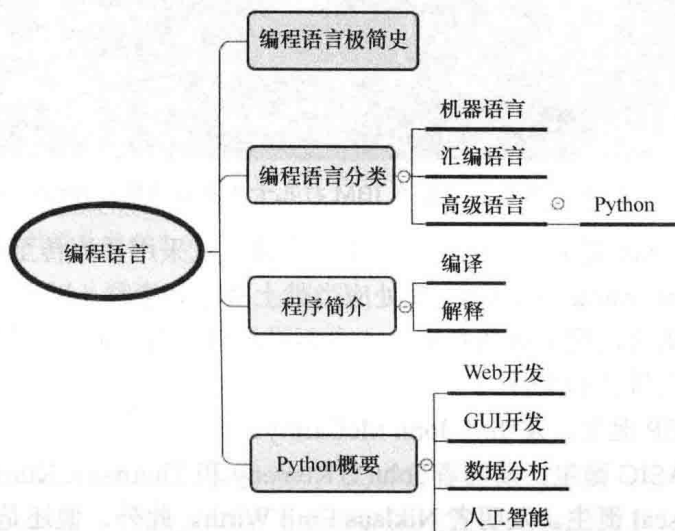 编程语言极简史
机器语言
编程语言分类
汇编语言
高级语言
Python
编程语言
编译
程序简介
解释
Web开发
GUI开发
Python概要
数据分析
人工智能